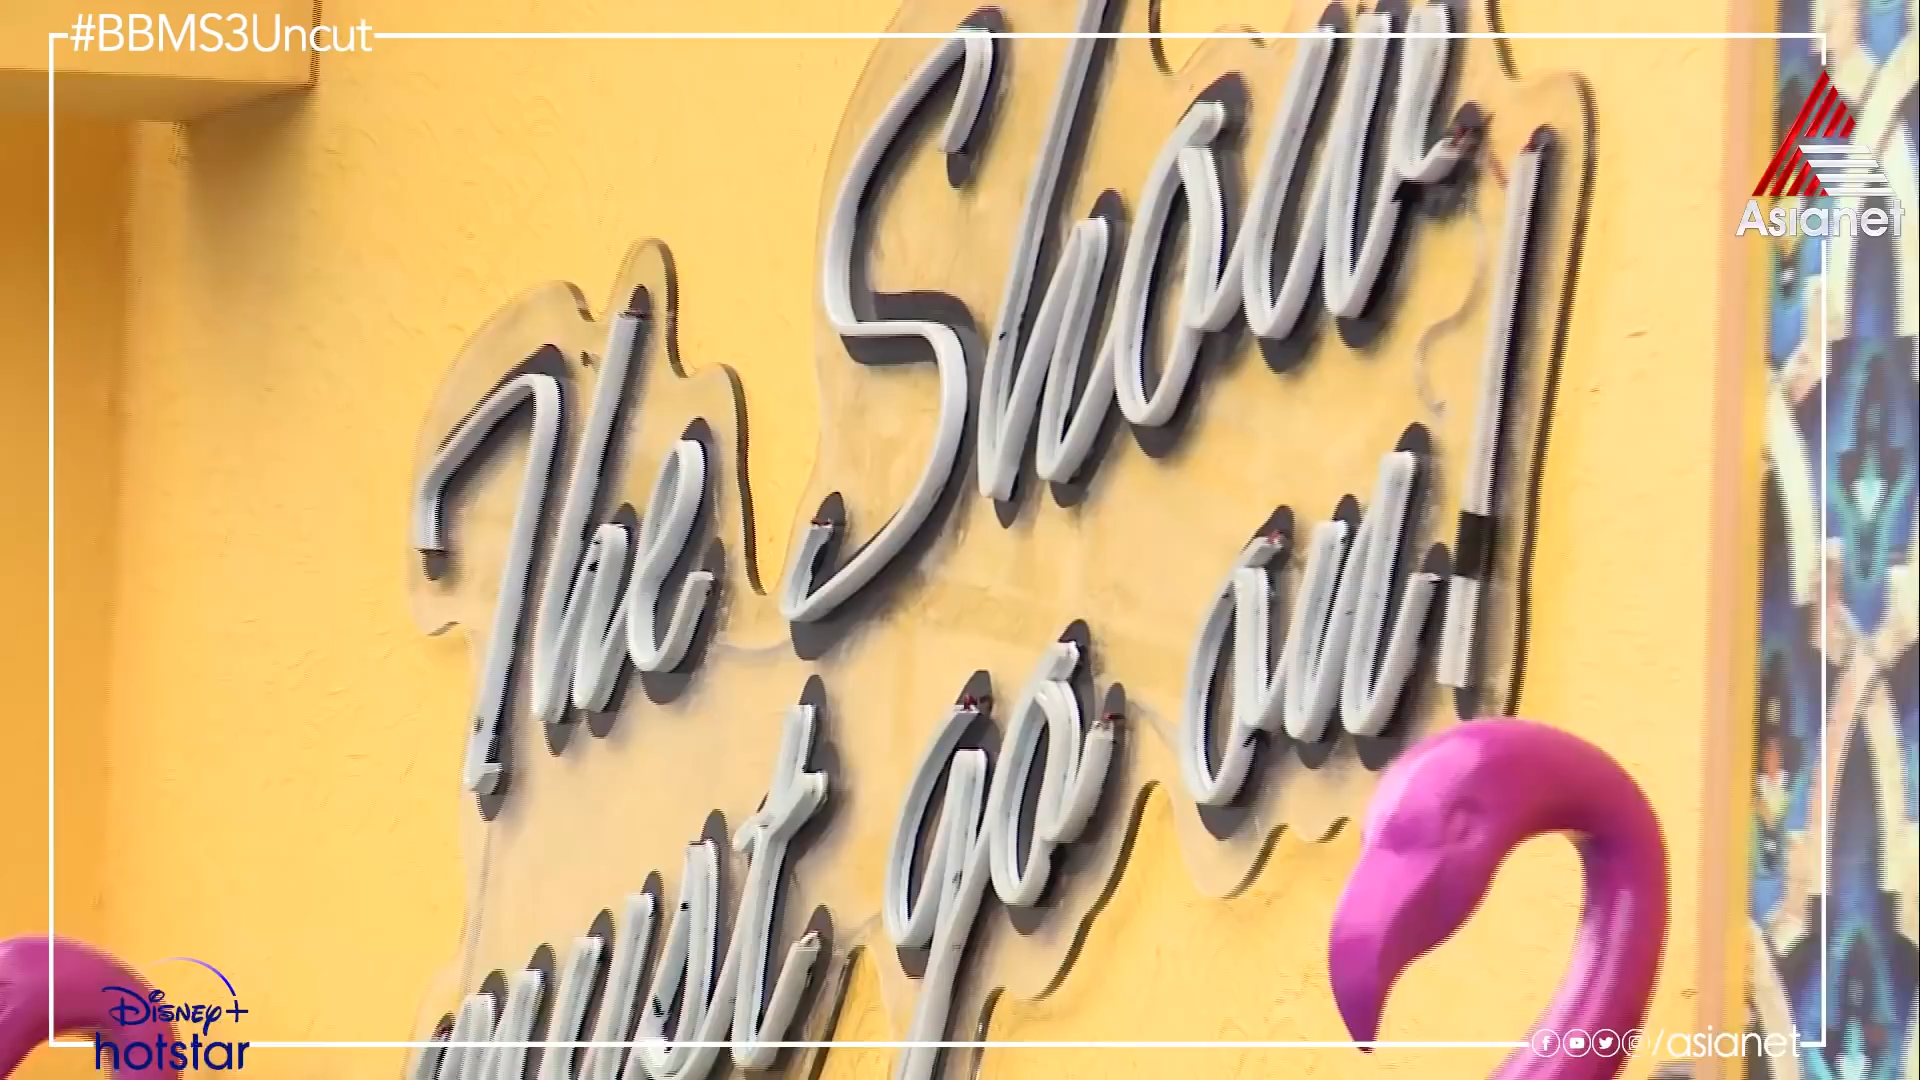 #BBMS3Uncut
Asianet
The Show
must go on!
Disney+
hotstar
/asianet